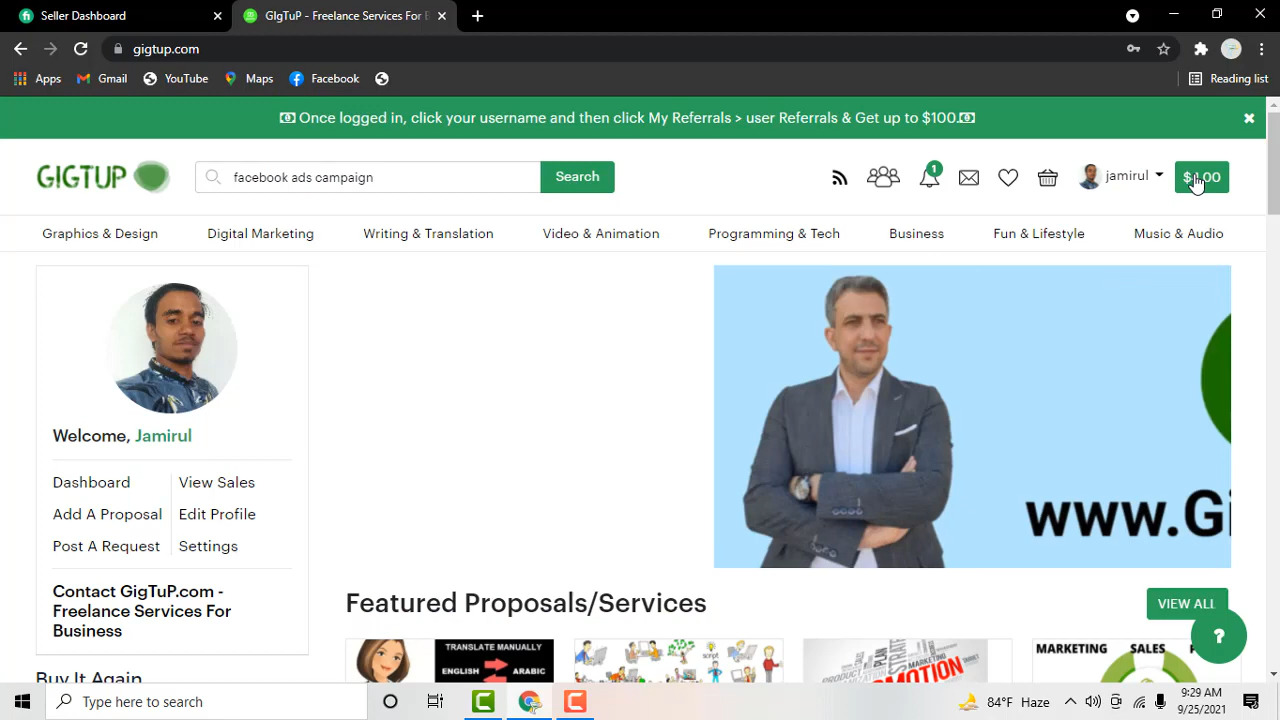 Seller Dashboard
GIgTuP - Freelance Services For B
gigtup.com
Apps
Gmail
YouTube
Maps
Facebook
Reading list
Once logged in, click your username and then click My Referrals > user Referrals & Get up to $100.
GIGTUP
facebook ads campaign
Search
1
jamirul
Graphics & Design
Digital Marketing
Writing & Translation
Video & Animation
Programming & Tech
Business
Fun & Lifestyle
Music & Audio
Welcome, Jamirul
Dashboard
View Sales
Add A Proposal
Edit Profile
Post A Request
Settings
Contact GigTuP.com -
Freelance Services For
Business
www.Gi
Featured Proposals/Services
VIEW ALL
?
Buy It Again
TRANSLATE MANUALLY
ENGLISH
ARABIC
script
MARKETING
SALES
Type here to search
84°F Haze
9:29 AM
9/25/2021